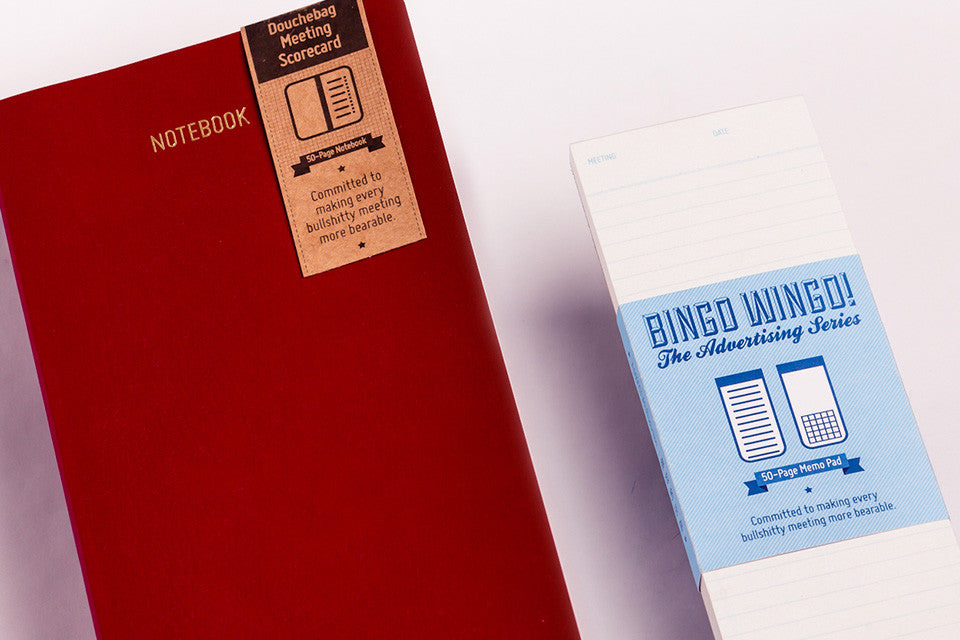 NOTEBOOK
Douchebag
Meeting
Scorecard
50-Page Notebook
Committed to
making every
bullshitty meeting
more bearable.
MEETING
DATE
BINGO WINGO!
The Advertising Series
50-Page Memo Pad
Committed to making every
bullshitty meeting more bearable.